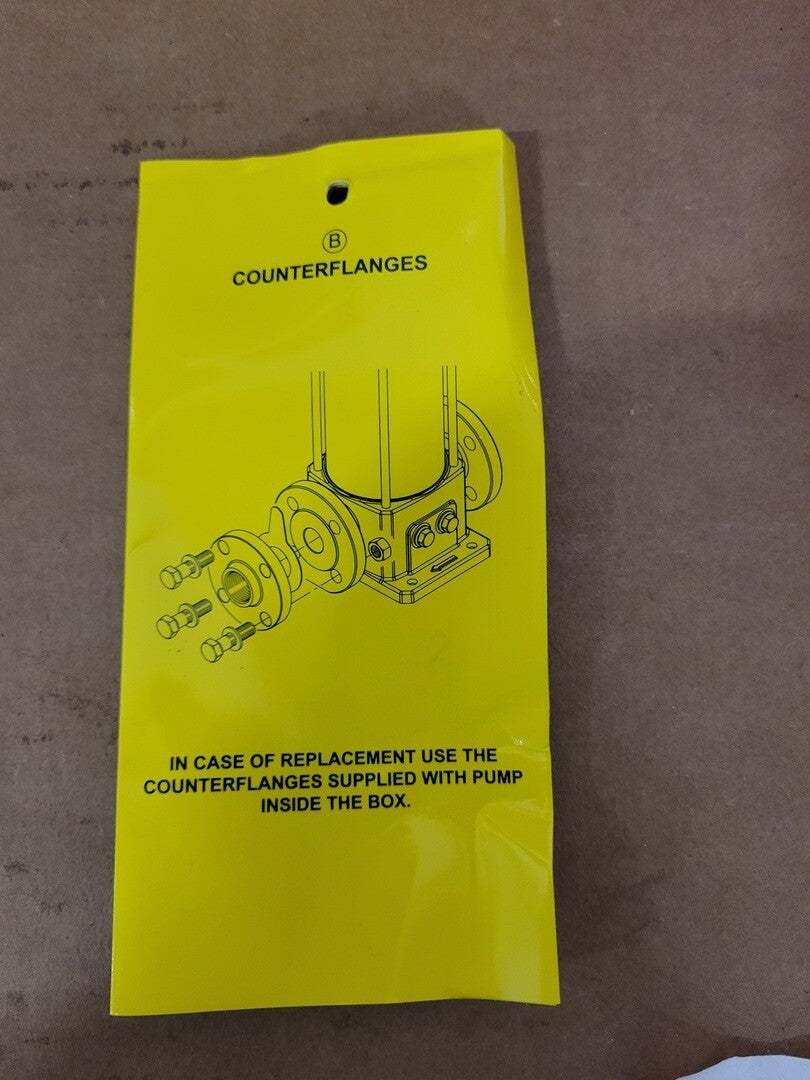 B
COUNTERFLANGES
IN CASE OF REPLACEMENT USE THE
COUNTERFLANGES SUPPLIED WITH PUMP
INSIDE THE BOX.